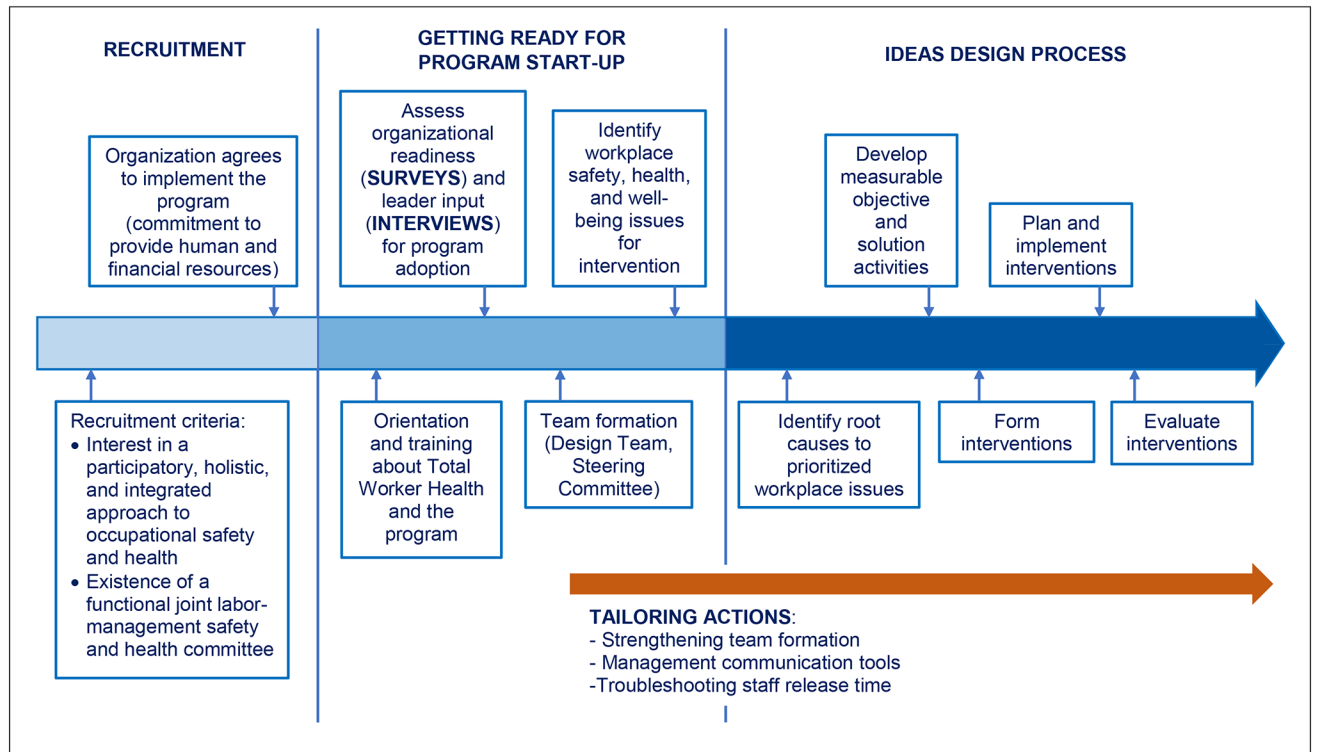 RECRUITMENT
GETTING READY FOR
PROGRAM START-UP
IDEAS DESIGN PROCESS
Organization agrees
to implement the
program
(commitment to
provide human and
financial resources)
Assess
organizational
readiness
(SURVEYS) and
leader input
(INTERVIEWS)
for program
adoption
Identify
workplace
safety, health,
and well-
being issues
for
intervention
Develop
measurable
objective
and
solution
activities
Plan and
implement
interventions
Recruitment criteria:
• Interest in a
participatory, holistic,
and integrated
approach to
occupational safety
and health
• Existence of a
functional joint labor-
management safety
and health committee
Orientation
and training
about Total
Worker Health
and the
program
Team formation
(Design Team,
Steering
Committee)
Identify root
causes to
prioritized
workplace issues
Form
interventions
Evaluate
interventions
TAILORING ACTIONS:
- Strengthening team formation
- Management communication tools
-Troubleshooting staff release time